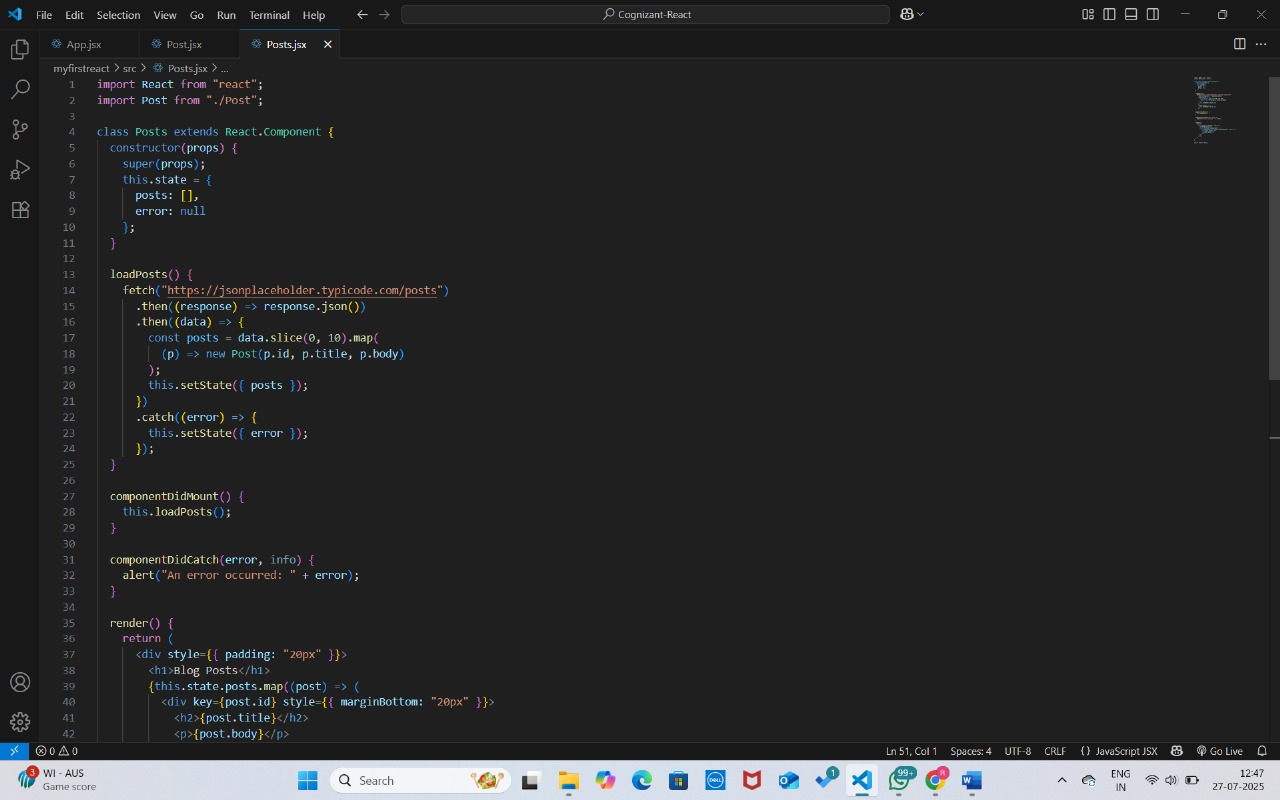 File Edit Selection View Go Run Terminal Help
Cognizant-React
App.jsx Post.jsx Posts.jsx
myfirstreact > src > Posts.jsx > ...
1 import React from "react";
2 import Post from "./Post";
3
4 class Posts extends React.Component {
5 constructor(props) {
6 super(props);
7 this.state = {
8 posts: [],
9 error: null
10 };
11 }
12
13 loadPosts() {
14 fetch("https://jsonplaceholder.typicode.com/posts")
15 .then((response) => response.json())
16 .then((data) => {
17 const posts = data.slice(0, 10).map(
18 (p) => new Post(p.id, p.title, p.body)
19 );
20 this.setState({ posts });
21 })
22 .catch((error) => {
23 this.setState({ error });
24 });
25 }
26
27 componentDidMount() {
28 this.loadPosts();
29 }
30
31 componentDidCatch(error, info) {
32 alert("An error occurred: " + error);
33 }
34
35 render() {
36 return (
37 <div style={{ padding: "20px" }}>
38 <h1>Blog Posts</h1>
39 {this.state.posts.map((post) => (
40 <div key={post.id} style={{ marginBottom: "20px" }}>
41 <h2>{post.title}</h2>
42 <p>{post.body}</p>
0 0 Ln 51, Col 1 Spaces: 4 UTF-8 CRLF {} JavaScript JSX Go Live
3 WI - AUS
Game score
Search
DELL
1
99+
R
W
ENG
IN
12:47
27-07-2025